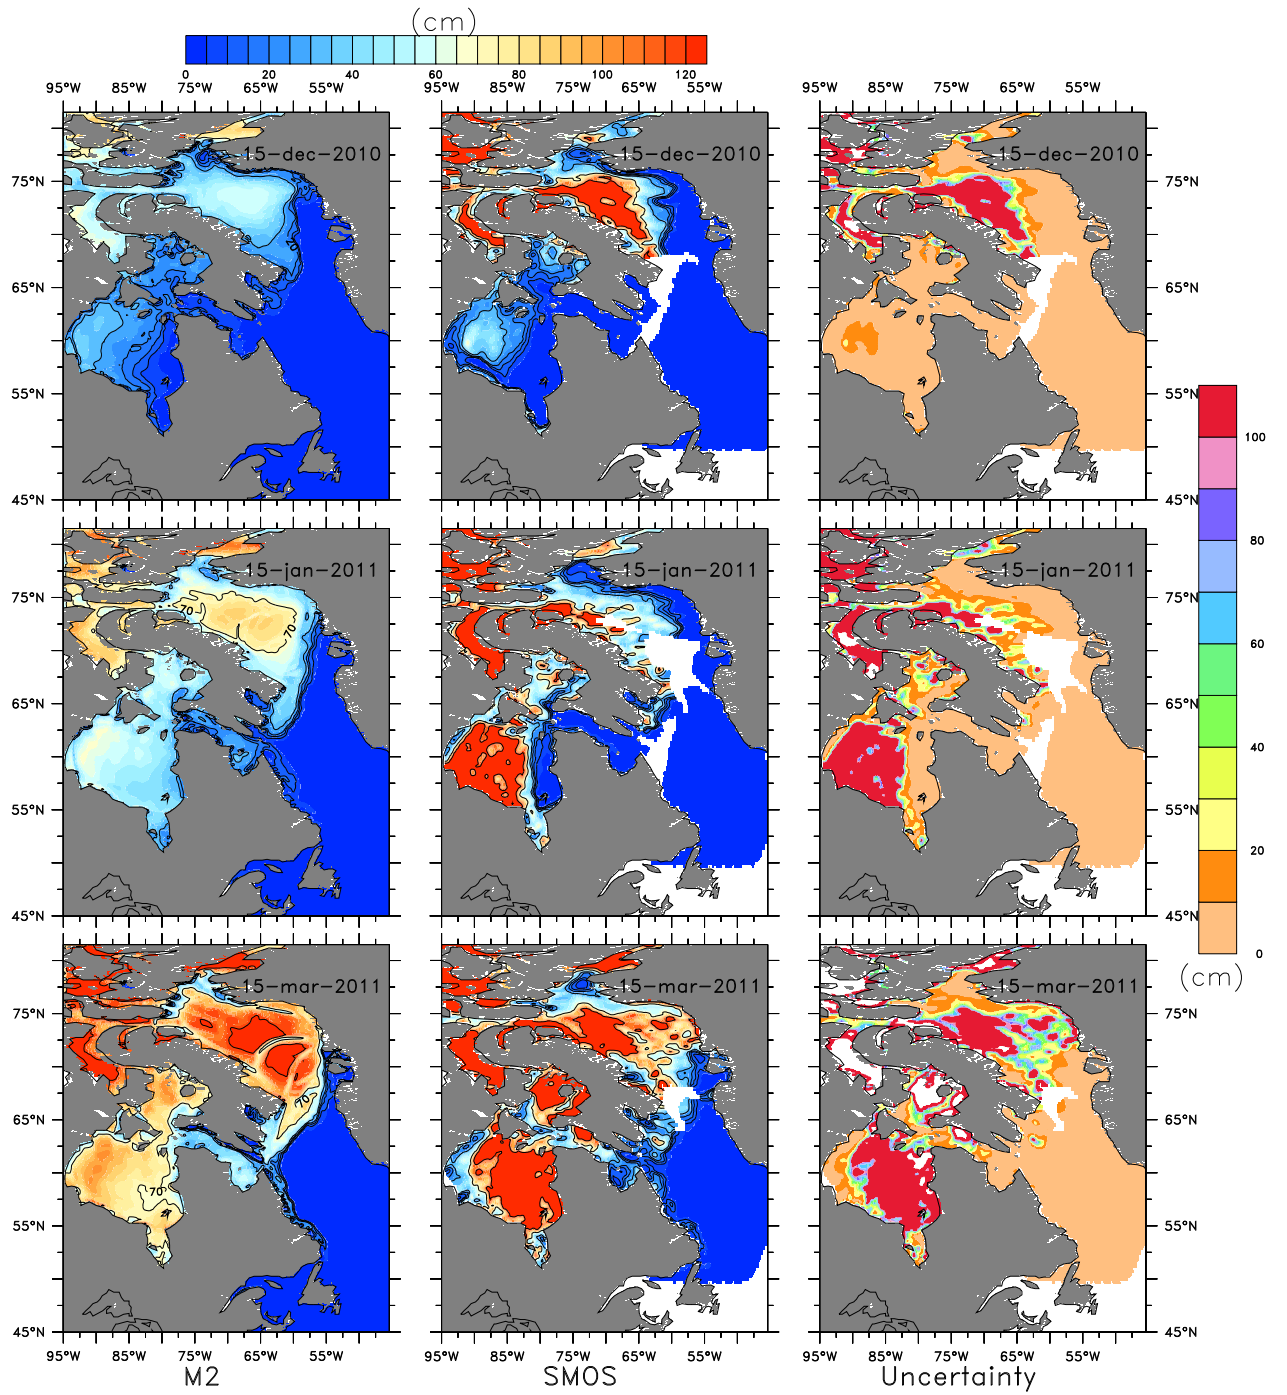 (cm)
0 20 40 60 80 100 120
95°W 85°W 75°W 65°W 55°W 95°W 85°W 75°W 65°W 55°W 95°W 85°W 75°W 65°W 55°W
15-dec-2010 15-dec-2010 15-dec-2010
75°N 75°N
65°N 65°N
55°N 55°N
45°N 45°N
15-jan-2011 15-jan-2011 15-jan-2011
75°N 70 70 75°N
65°N 65°N
55°N 55°N
45°N 45°N
100
80
60
40
20
0
(cm)
15-mar-2011 15-mar-2011 15-mar-2011
75°N 75°N
65°N 70 65°N
55°N 70 55°N
45°N 45°N
95°W 85°W 75°W 65°W 55°W 95°W 85°W 75°W 65°W 55°W 95°W 85°W 75°W 65°W 55°W
M2 SMOS Uncertainty